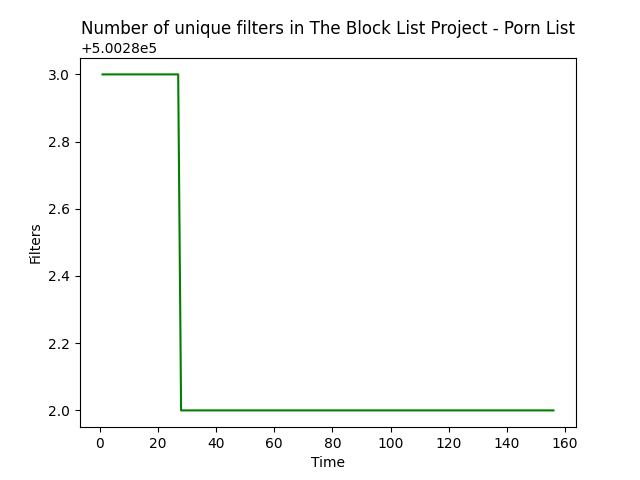 Number of unique filters in The Block List Project - Porn List
+5.0028e5
3.0
2.8
2.6
2.4
2.2
2.0
Filters
0 20 40 60 80 100 120 140 160
Time